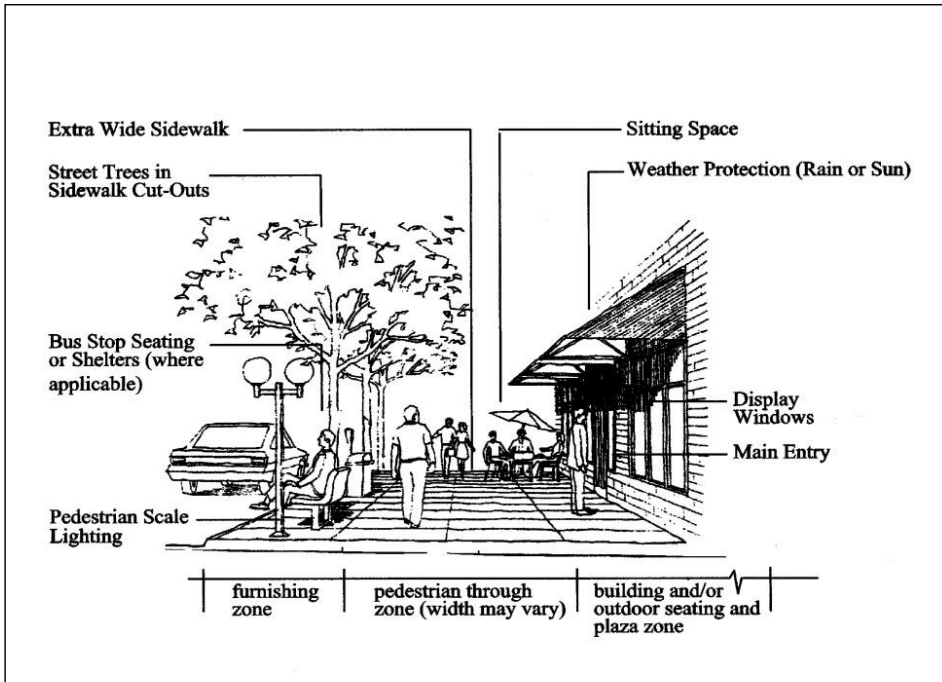 Extra Wide Sidewalk
Sitting Space
Street Trees in
Sidewalk Cut-Outs
Weather Protection (Rain or Sun)
Bus Stop Seating
or Shelters (where
applicable)
Display
Windows
Main Entry
Pedestrian Scale
Lighting
furnishing
zone
pedestrian through
zone (width may vary)
building and/or
outdoor seating and
plaza zone